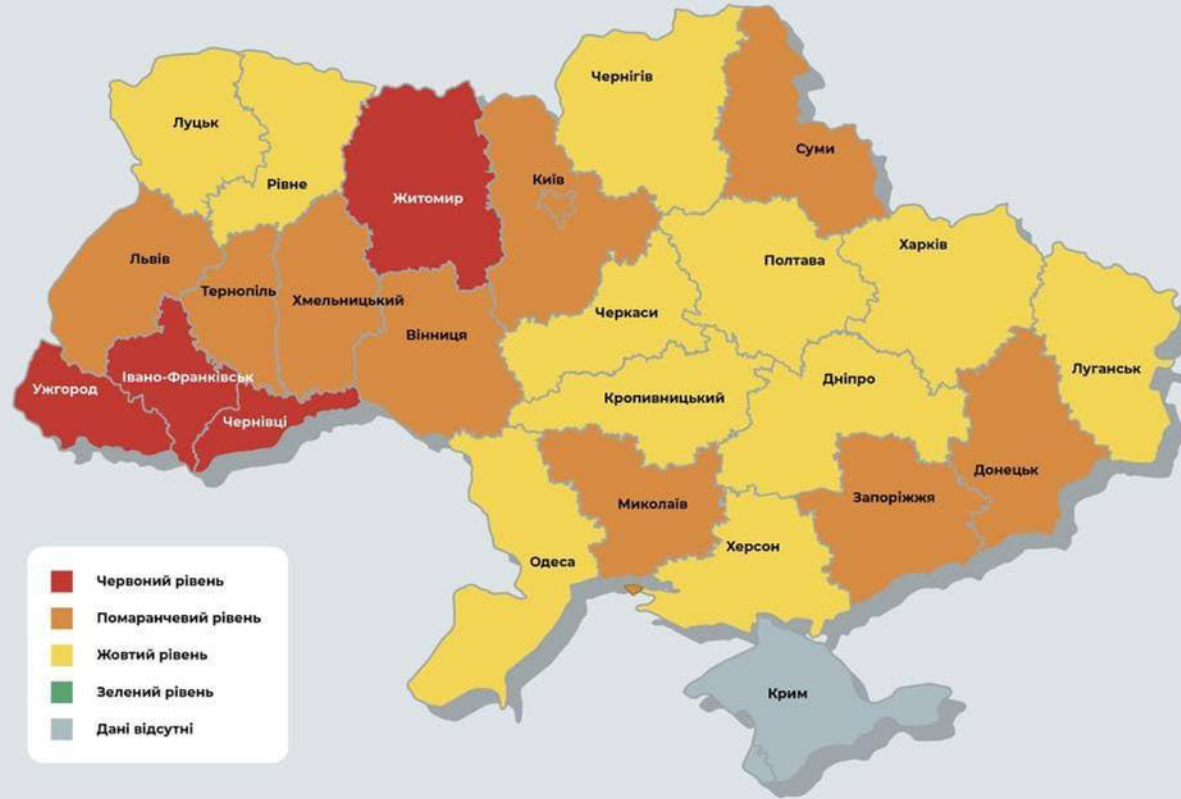 Чернігів
Луцьк
Суми
Рівне
Київ
Житомир
Харків
Львів
Полтава
Тернопіль
Хмельницький
Черкаси
Вінниця
Луганськ
Івано-Франківськ
Дніпро
Ужгород
Кропивницький
Чернівці
Донецьк
Запоріжжя
Миколаїв
Херсон
Одеса
Крим
Червоний рівень
Помаранчевий рівень
Жовтий рівень
Зелений рівень
Дані відсутні